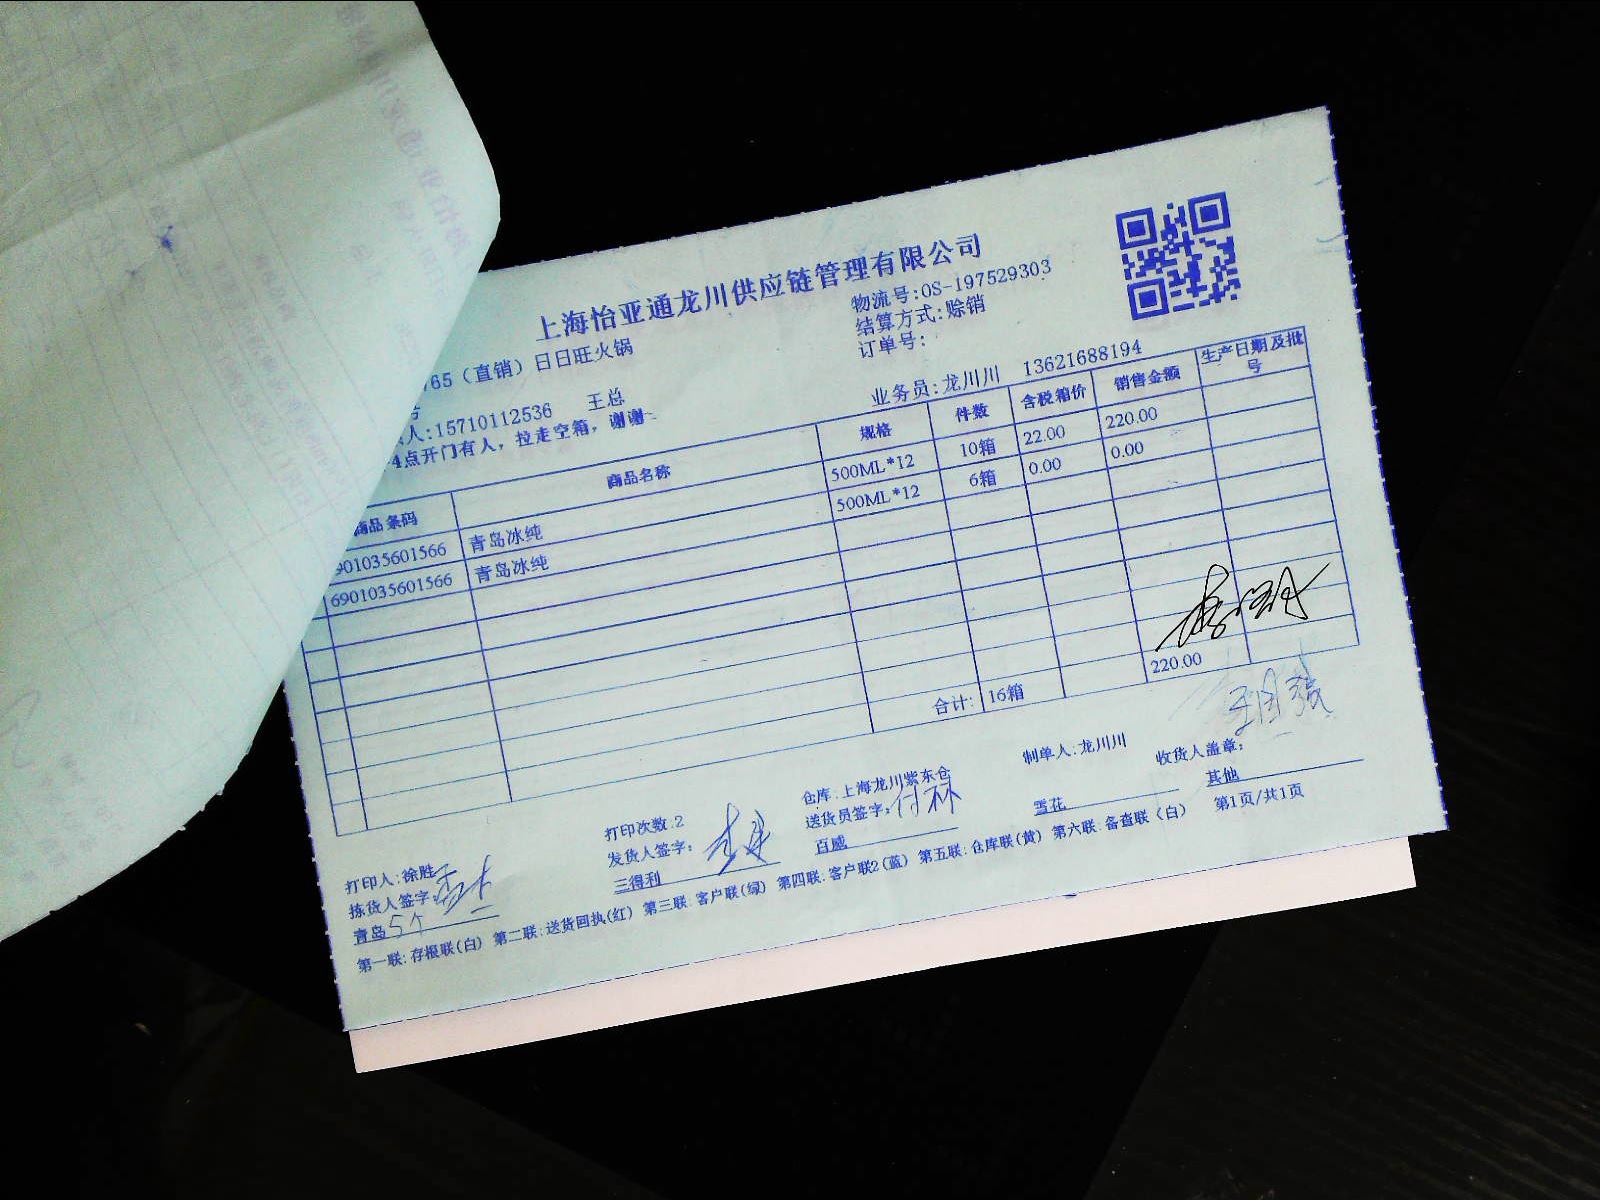 上海怡亚通龙川供应链管理有限公司
物流号:OS-197529303
65（直销）日日旺火锅
结算方式:赊销
订单号:
人:15710112536 王总
业务员:龙川川 13621688194
4点开门有人，拉走空箱，谢谢
商品条码 商品名称 规格 件数 含税箱价 销售金额 生产日期及批号
901035601566 青岛冰纯 500ML*12 10箱 22.00 220.00
6901035601566 青岛冰纯 500ML*12 6箱 0.00 0.00
合计: 16箱 220.00
打印人:徐胜 打印次数:2 仓库:上海龙川紫东仓 制单人:龙川川 收货人盖章:
王国强
拣货人签字: 发货人签字: 送货员签字:付林
青岛5个 三得利 百威 雪花 其他
第一联:存根联(白) 第二联:送货回执(红) 第三联:客户联(绿) 第四联:客户联2(蓝) 第五联:仓库联(黄) 第六联:备查联(白) 第1页/共1页